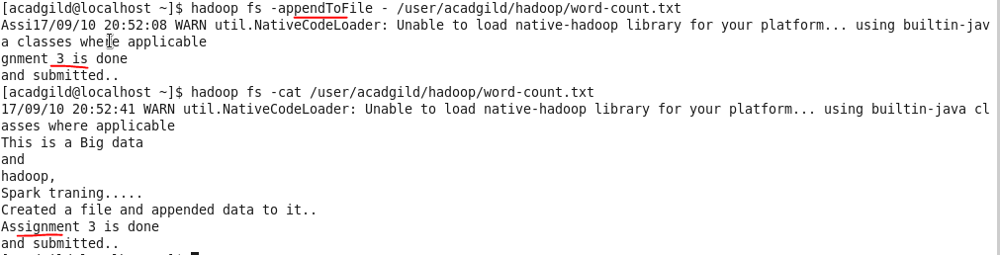 [acadgild@localhost ~]$ hadoop fs -appendToFile - /user/acadgild/hadoop/word-count.txt
Assi17/09/10 20:52:08 WARN util.NativeCodeLoader: Unable to load native-hadoop library for your platform... using builtin-jav
a classes where applicable
gnment 3 is done
and submitted..
[acadgild@localhost ~]$ hadoop fs -cat /user/acadgild/hadoop/word-count.txt
17/09/10 20:52:41 WARN util.NativeCodeLoader: Unable to load native-hadoop library for your platform... using builtin-java cl
asses where applicable
This is a Big data
and
hadoop,
Spark traning.....
Created a file and appended data to it..
Assignment 3 is done
and submitted..